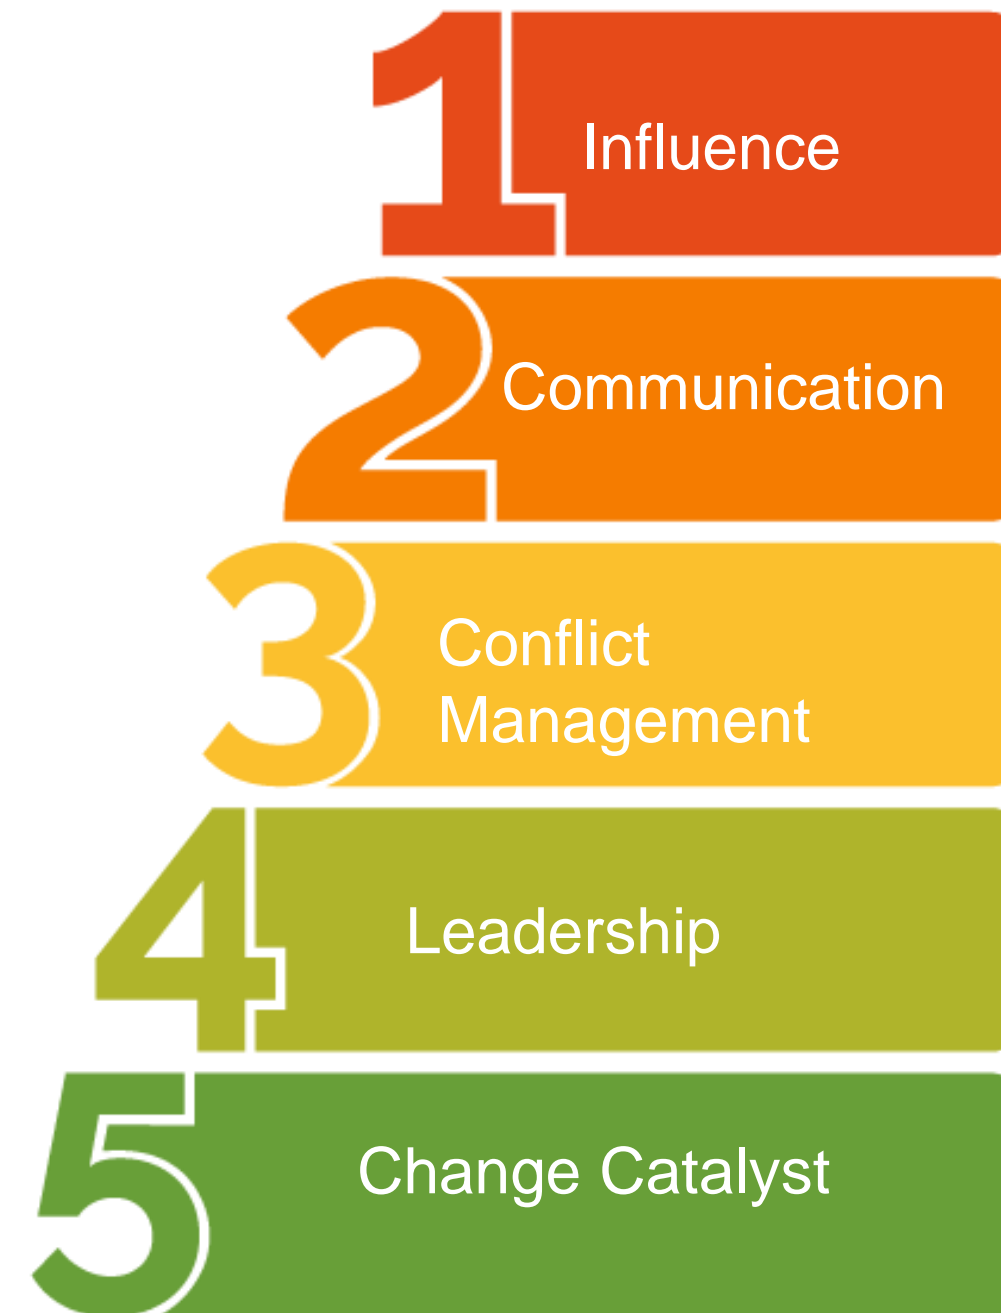 1 Influence
2 Communication
3 Conflict
Management
4 Leadership
5 Change Catalyst